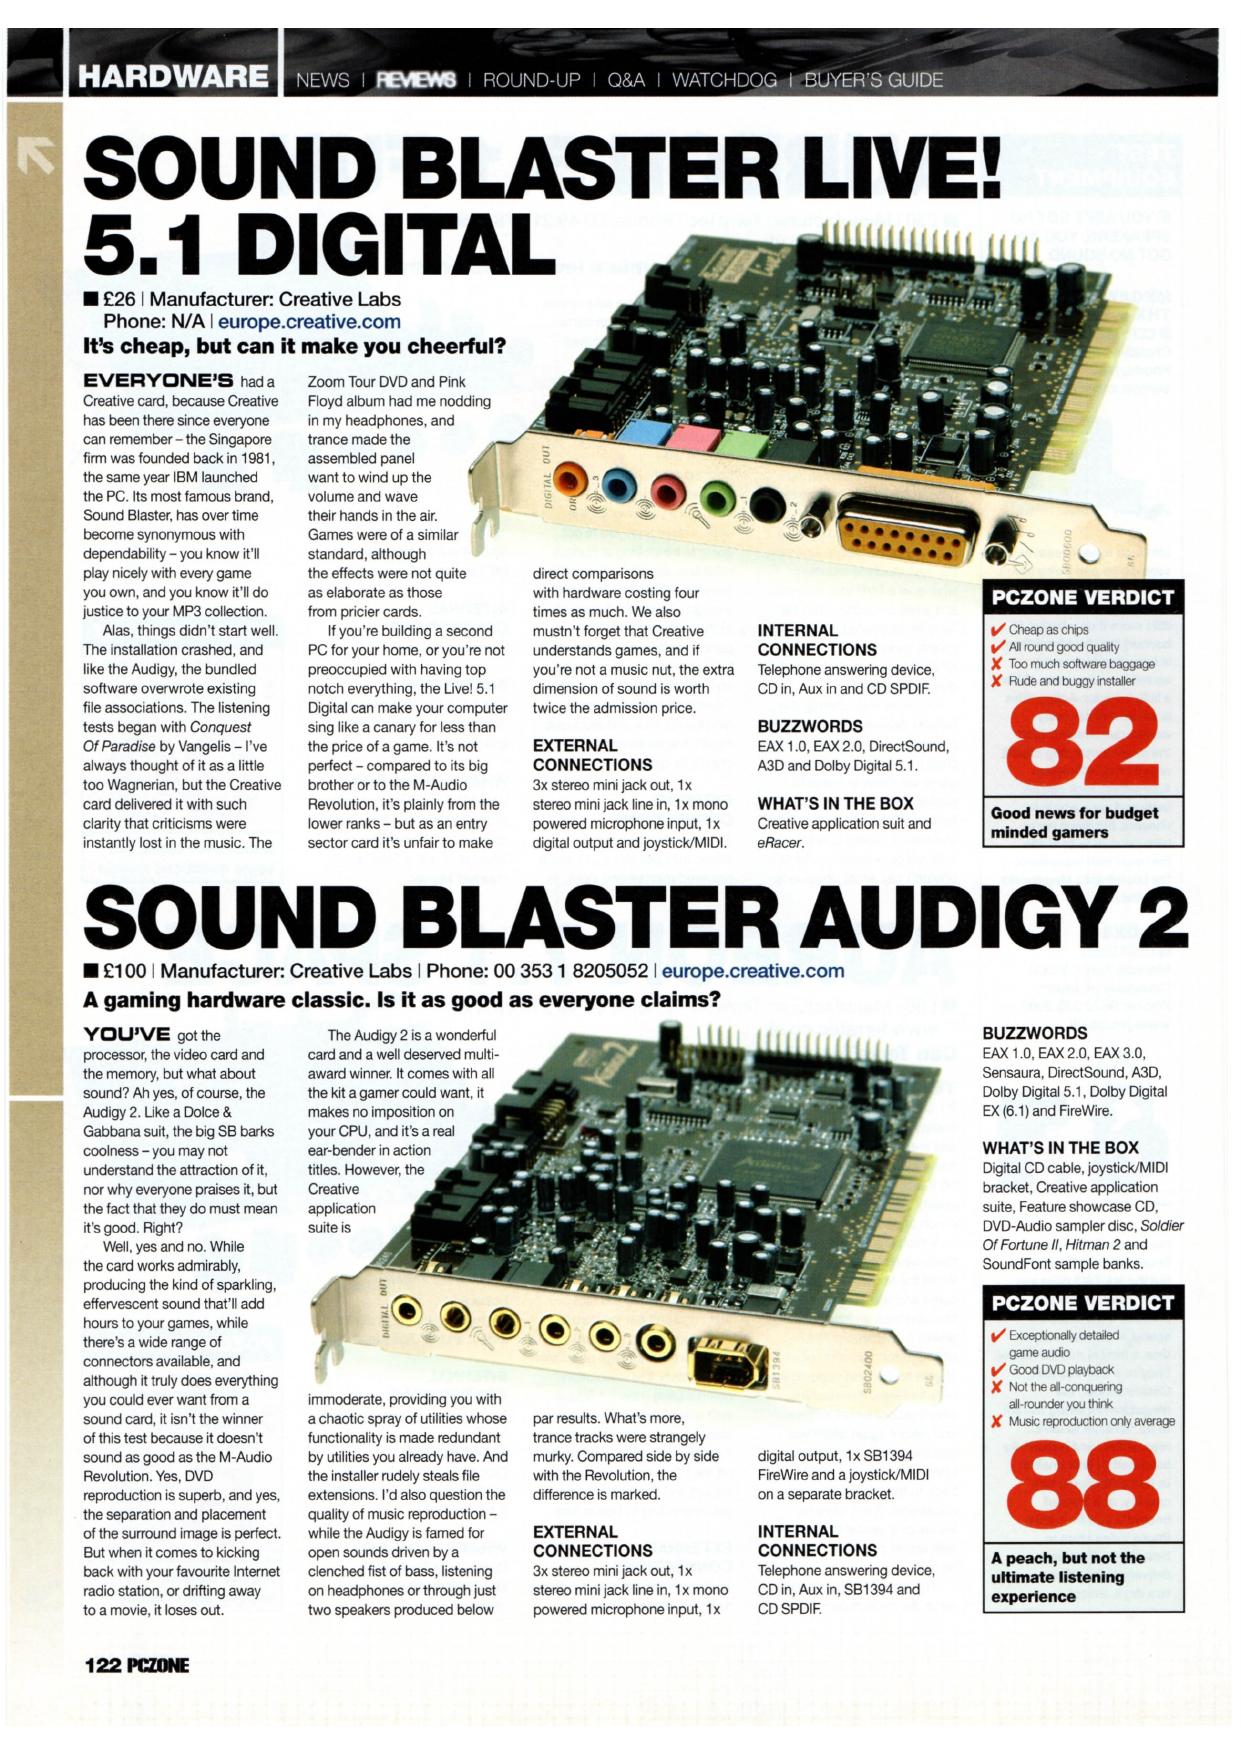 HARDWARE
NEWS | REVIEWS | ROUND-UP | Q&A | WATCHDOG | BUYER'S GUIDE
SOUND BLASTER LIVE!
5.1 DIGITAL
■ £26 | Manufacturer: Creative Labs
Phone: N/A | europe.creative.com
It's cheap, but can it make you cheerful?
EVERYONE'S had a
Creative card, because Creative
has been there since everyone
can remember – the Singapore
firm was founded back in 1981,
the same year IBM launched
the PC. Its most famous brand,
Sound Blaster, has over time
become synonymous with
dependability – you know it'll
play nicely with every game
you own, and you know it'll do
justice to your MP3 collection.
Alas, things didn't start well.
The installation crashed, and
like the Audigy, the bundled
software overwrote existing
file associations. The listening
tests began with Conquest
Of Paradise by Vangelis – I've
always thought of it as a little
too Wagnerian, but the Creative
card delivered it with such
clarity that criticisms were
instantly lost in the music. The
Zoom Tour DVD and Pink
Floyd album had me nodding
in my headphones, and
trance made the
assembled panel
want to wind up the
volume and wave
their hands in the air.
Games were of a similar
standard, although
the effects were not quite
as elaborate as those
from pricier cards.
If you're building a second
PC for your home, or you're not
preoccupied with having top
notch everything, the Live! 5.1
Digital can make your computer
sing like a canary for less than
the price of a game. It's not
perfect – compared to its big
brother or to the M-Audio
Revolution, it's plainly from the
lower ranks – but as an entry
sector card it's unfair to make
direct comparisons
with hardware costing four
times as much. We also
mustn't forget that Creative
understands games, and if
you're not a music nut, the extra
dimension of sound is worth
twice the admission price.
EXTERNAL
CONNECTIONS
3x stereo mini jack out, 1x
stereo mini jack line in, 1x mono
powered microphone input, 1x
digital output and joystick/MIDI.
INTERNAL
CONNECTIONS
Telephone answering device,
CD in, Aux in and CD SPDIF.
BUZZWORDS
EAX 1.0, EAX 2.0, DirectSound,
A3D and Dolby Digital 5.1.
WHAT'S IN THE BOX
Creative application suit and
eRacer.
DIGITAL OUT
SB00600
PCZONE VERDICT
✔ Cheap as chips
✔ All round good quality
✘ Too much software baggage
✘ Rude and buggy installer
82
Good news for budget
minded gamers
SOUND BLASTER AUDIGY 2
■ £100 | Manufacturer: Creative Labs | Phone: 00 353 1 8205052 | europe.creative.com
A gaming hardware classic. Is it as good as everyone claims?
YOU'VE got the
processor, the video card and
the memory, but what about
sound? Ah yes, of course, the
Audigy 2. Like a Dolce &
Gabbana suit, the big SB barks
coolness – you may not
understand the attraction of it,
nor why everyone praises it, but
the fact that they do must mean
it's good. Right?
Well, yes and no. While
the card works admirably,
producing the kind of sparkling,
effervescent sound that'll add
hours to your games, while
there's a wide range of
connectors available, and
although it truly does everything
you could ever want from a
sound card, it isn't the winner
of this test because it doesn't
sound as good as the M-Audio
Revolution. Yes, DVD
reproduction is superb, and yes,
the separation and placement
of the surround image is perfect.
But when it comes to kicking
back with your favourite Internet
radio station, or drifting away
to a movie, it loses out.
The Audigy 2 is a wonderful
card and a well deserved multi-
award winner. It comes with all
the kit a gamer could want, it
makes no imposition on
your CPU, and it's a real
ear-bender in action
titles. However, the
Creative
application
suite is
immoderate, providing you with
a chaotic spray of utilities whose
functionality is made redundant
by utilities you already have. And
the installer rudely steals file
extensions. I'd also question the
quality of music reproduction –
while the Audigy is famed for
open sounds driven by a
clenched fist of bass, listening
on headphones or through just
two speakers produced below
par results. What's more,
trance tracks were strangely
murky. Compared side by side
with the Revolution, the
difference is marked.
EXTERNAL
CONNECTIONS
3x stereo mini jack out, 1x
stereo mini jack line in, 1x mono
powered microphone input, 1x
digital output, 1x SB1394
FireWire and a joystick/MIDI
on a separate bracket.
INTERNAL
CONNECTIONS
Telephone answering device,
CD in, Aux in, SB1394 and
CD SPDIF.
BUZZWORDS
EAX 1.0, EAX 2.0, EAX 3.0,
Sensaura, DirectSound, A3D,
Dolby Digital 5.1, Dolby Digital
EX (6.1) and FireWire.
WHAT'S IN THE BOX
Digital CD cable, joystick/MIDI
bracket, Creative application
suite, Feature showcase CD,
DVD-Audio sampler disc, Soldier
Of Fortune II, Hitman 2 and
SoundFont sample banks.
DIGITAL OUT
SB1394
SB02400
PCZONE VERDICT
✔ Exceptionally detailed
game audio
✔ Good DVD playback
✘ Not the all-conquering
all-rounder you think
✘ Music reproduction only average
88
A peach, but not the
ultimate listening
experience
122 PCZONE